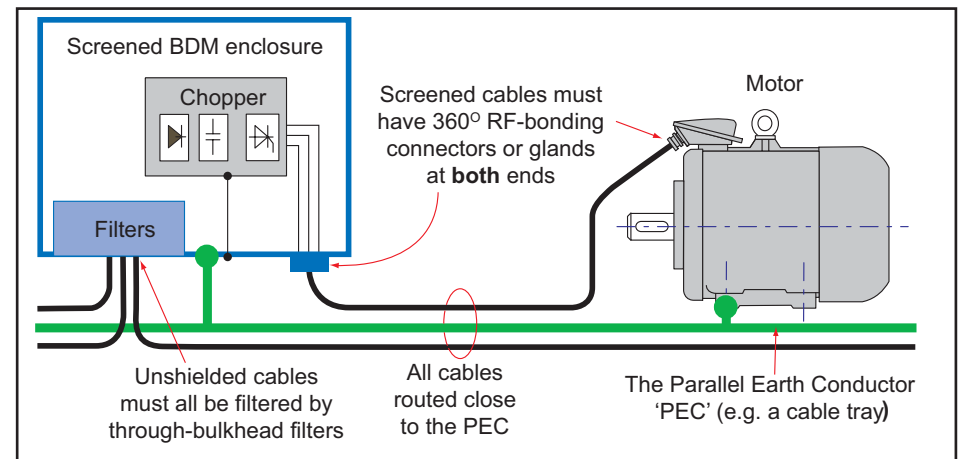 Screened BDM enclosure
Chopper
Filters
Screened cables must
have 360° RF-bonding
connectors or glands
at both ends
Motor
Unshielded cables
must all be filtered by
through-bulkhead filters
All cables
routed close
to the PEC
The Parallel Earth Conductor
‘PEC’ (e.g. a cable tray)